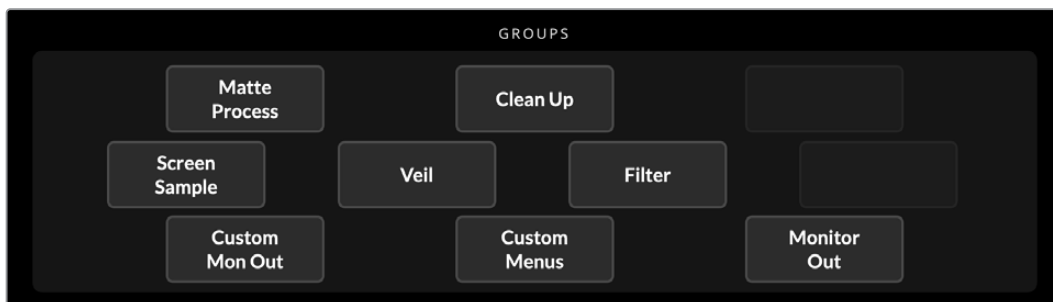 GROUPS
Matte
Process
Clean Up
Screen
Sample
Veil
Filter
Custom
Mon Out
Custom
Menus
Monitor
Out